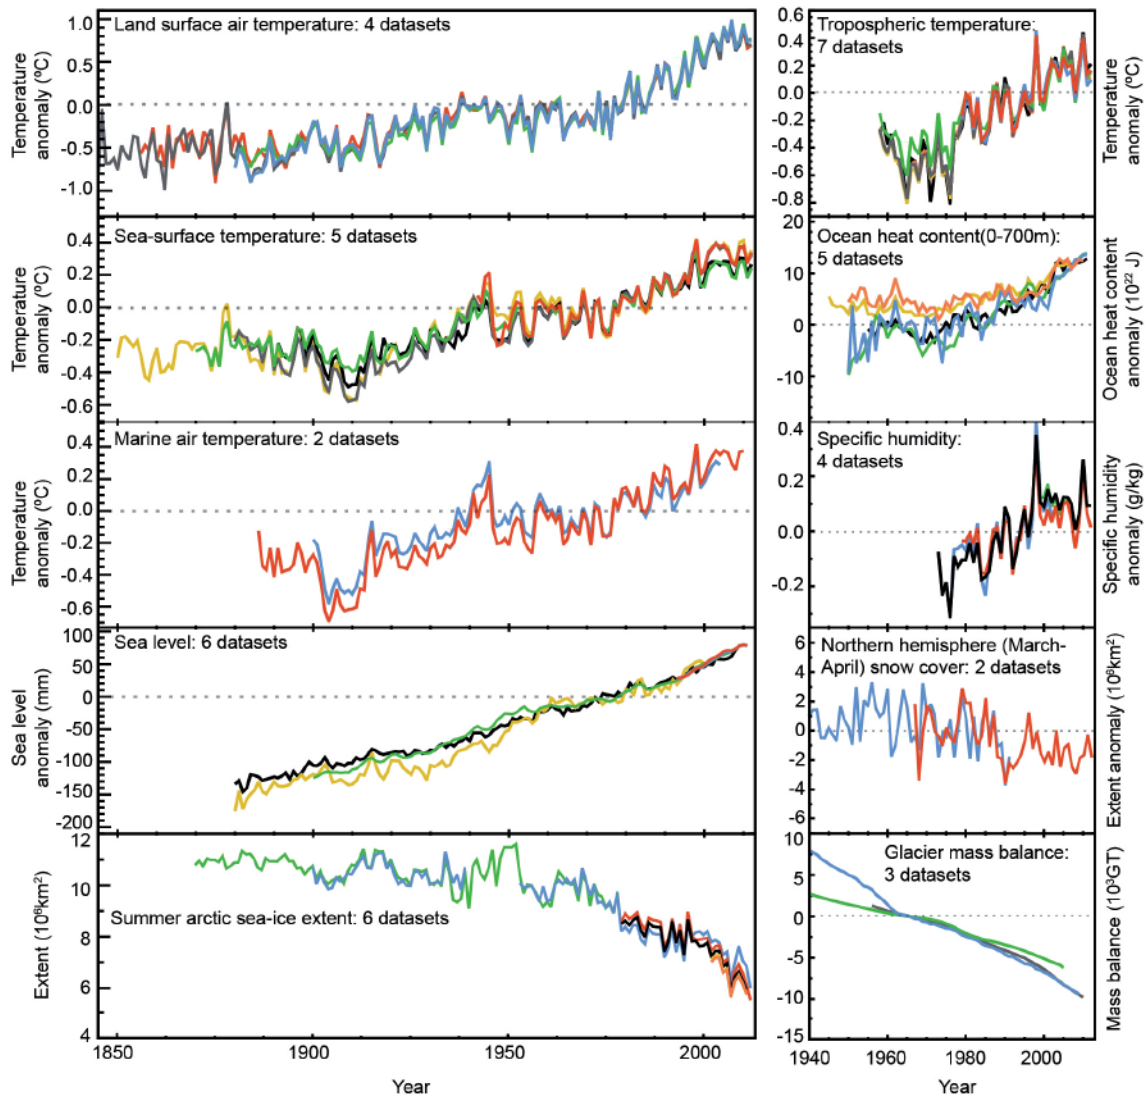 Land surface air temperature: 4 datasets
1.0
0.5
0.0
-0.5
-1.0
Temperature
anomaly (ºC)
Sea-surface temperature: 5 datasets
0.4
0.2
0.0
-0.2
-0.4
-0.6
Temperature
anomaly (ºC)
Marine air temperature: 2 datasets
0.4
0.2
0.0
-0.2
-0.4
-0.6
Temperature
anomaly (ºC)
Sea level: 6 datasets
100
50
0
-50
-100
-150
-200
Sea level
anomaly (mm)
Summer arctic sea-ice extent: 6 datasets
12
10
8
6
4
Extent (10⁶km²)
1850
1900
1950
2000
Year
Tropospheric temperature:
7 datasets
0.6
0.4
0.2
0.0
-0.2
-0.4
-0.6
-0.8
Temperature
anomaly (ºC)
Ocean heat content(0-700m):
5 datasets
20
10
0
-10
Ocean heat content
anomaly (10²² J)
Specific humidity:
4 datasets
0.4
0.2
0.0
-0.2
Specific humidity
anomaly (g/kg)
Northern hemisphere (March-
April) snow cover: 2 datasets
6
4
2
0
-2
-4
-6
Extent anomaly (10⁶km²)
Glacier mass balance:
3 datasets
10
5
0
-5
-10
-15
Mass balance (10³GT)
1940
1960
1980
2000
Year